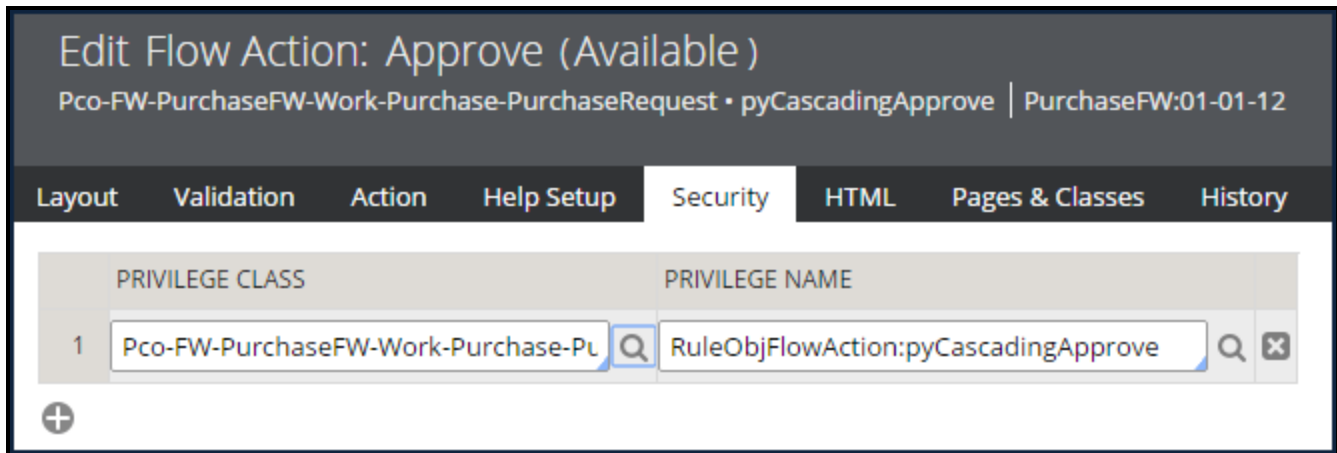 Edit Flow Action: Approve (Available)
Pco-FW-PurchaseFW-Work-Purchase-PurchaseRequest • pyCascadingApprove | PurchaseFW:01-01-12
Layout Validation Action Help Setup Security HTML Pages & Classes History
PRIVILEGE CLASS PRIVILEGE NAME
1 Pco-FW-PurchaseFW-Work-Purchase-Pu RuleObjFlowAction:pyCascadingApprove